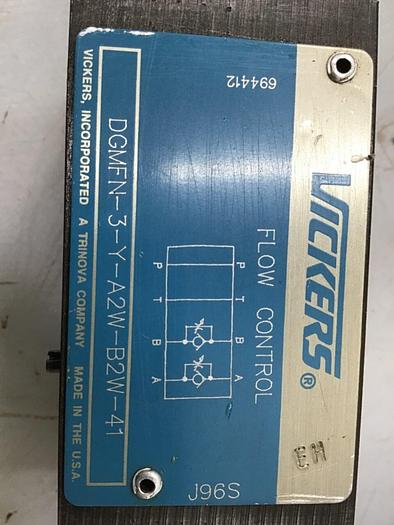 VICKERS®
FLOW CONTROL
P T B A
P T B A
DGMFN-3-Y-A2W-B2W-41
VICKERS, INCORPORATED A TRINOVA COMPANY MADE IN THE U.S.A.
694412
J96S
EH